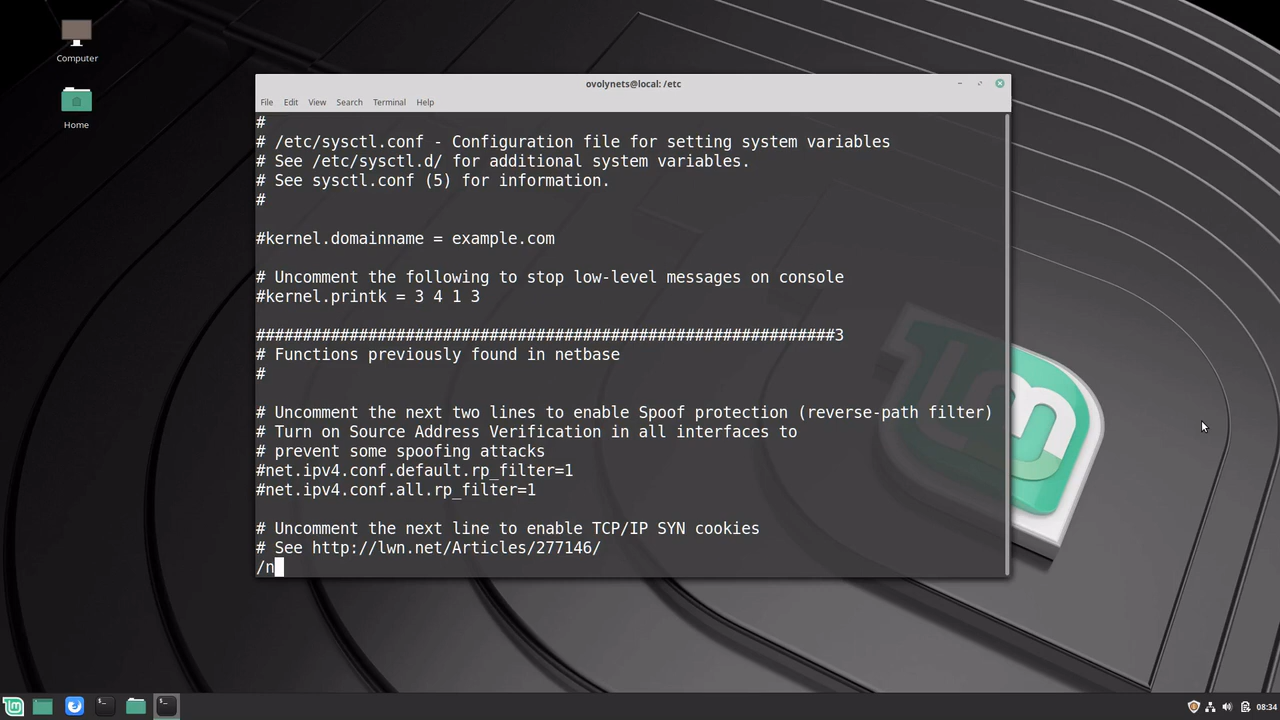 Computer
Home
ovolynets@local: /etc
File Edit View Search Terminal Help
#
# /etc/sysctl.conf - Configuration file for setting system variables
# See /etc/sysctl.d/ for additional system variables.
# See sysctl.conf (5) for information.
#
#kernel.domainname = example.com
# Uncomment the following to stop low-level messages on console
#kernel.printk = 3 4 1 3
##############################################################3
# Functions previously found in netbase
#
# Uncomment the next two lines to enable Spoof protection (reverse-path filter)
# Turn on Source Address Verification in all interfaces to
# prevent some spoofing attacks
#net.ipv4.conf.default.rp_filter=1
#net.ipv4.conf.all.rp_filter=1
# Uncomment the next line to enable TCP/IP SYN cookies
# See http://lwn.net/Articles/277146/
/n
08:34